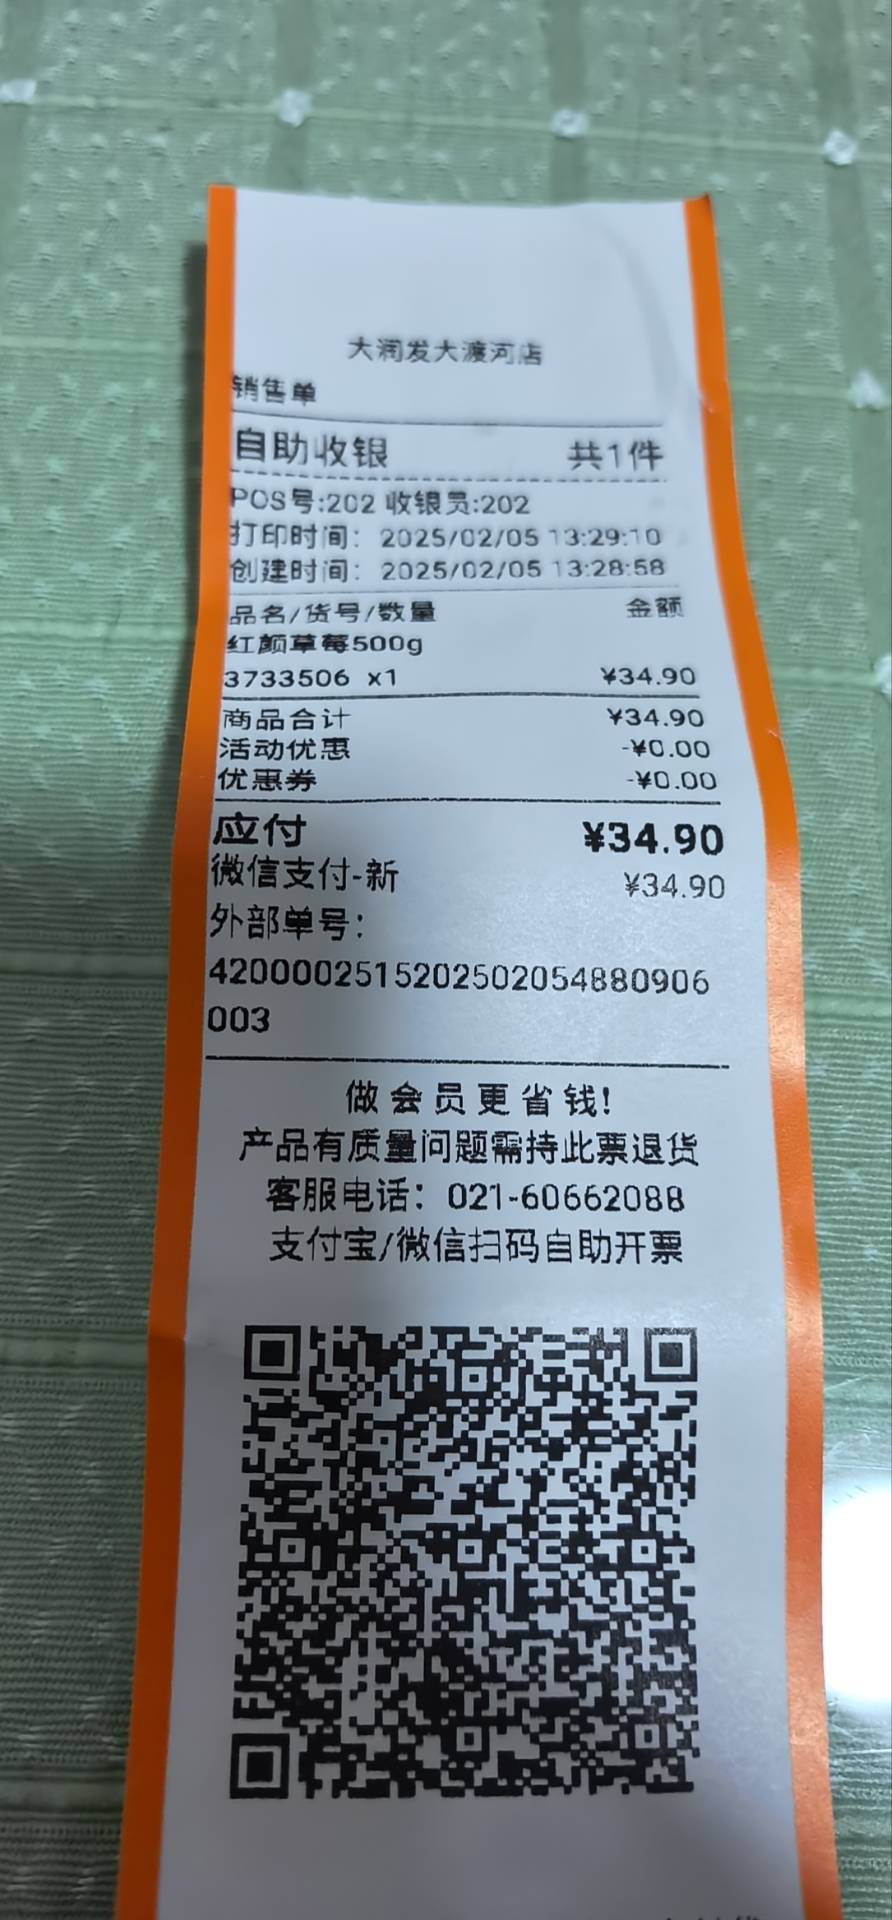 大润发大渡河店
销售单
自助收银 共1件
POS号:202 收银员:202
打印时间: 2025/02/05 13:29:10
创建时间: 2025/02/05 13:28:58
品名/货号/数量 金额
红颜草莓500g
3733506 x1 ¥34.90
商品合计 ¥34.90
活动优惠 -¥0.00
优惠券 -¥0.00
应付 ¥34.90
微信支付-新 ¥34.90
外部单号:
4200002515202502054880906
003
做会员更省钱!
产品有质量问题需持此票退货
客服电话: 021-60662088
支付宝/微信扫码自助开票